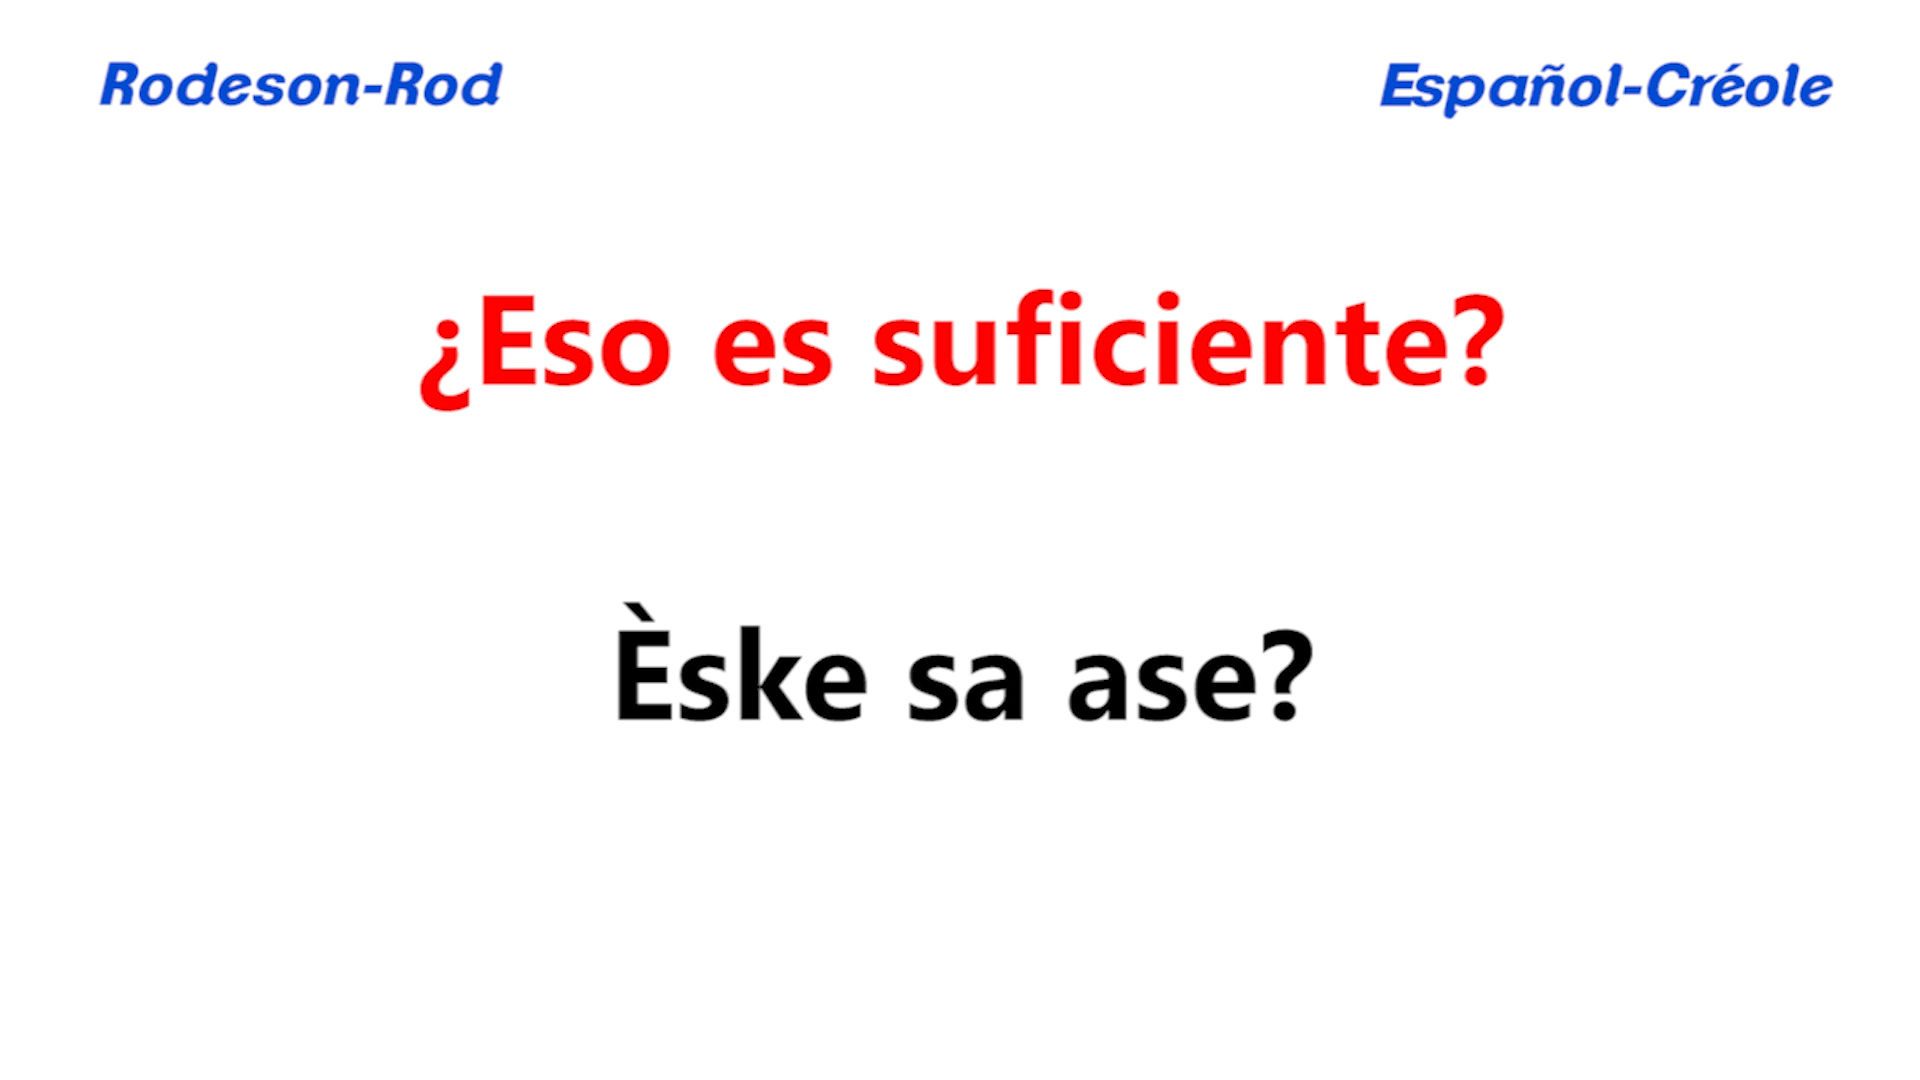 Rodeson-Rod
Español-Créole
¿Eso es suficiente?
Èske sa ase?